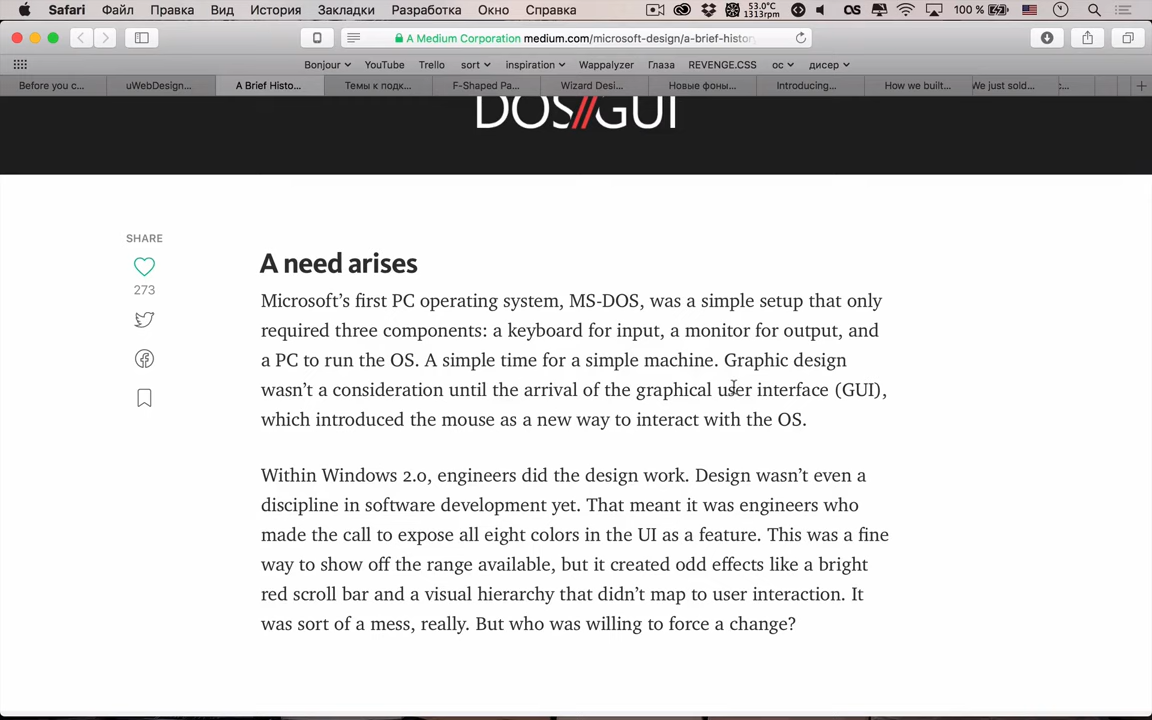 Safari Файл Правка Вид История Закладки Разработка Окно Справка 53.0°C 1313rpm 100 %
A Medium Corporation medium.com/microsoft-design/a-brief-histor
Bonjour YouTube Trello sort inspiration Wappalyzer Глаза REVENGE.CSS ос дисер
Before you c... uWebDesign... A Brief Histo... Темы к подк... F-Shaped Pa... Wizard Desi... Новые фоны... Introducing... How we built... We just sold...
DOS//GUI
SHARE
273
A need arises
Microsoft’s first PC operating system, MS-DOS, was a simple setup that only
required three components: a keyboard for input, a monitor for output, and
a PC to run the OS. A simple time for a simple machine. Graphic design
wasn’t a consideration until the arrival of the graphical user interface (GUI),
which introduced the mouse as a new way to interact with the OS.
Within Windows 2.0, engineers did the design work. Design wasn’t even a
discipline in software development yet. That meant it was engineers who
made the call to expose all eight colors in the UI as a feature. This was a fine
way to show off the range available, but it created odd effects like a bright
red scroll bar and a visual hierarchy that didn’t map to user interaction. It
was sort of a mess, really. But who was willing to force a change?